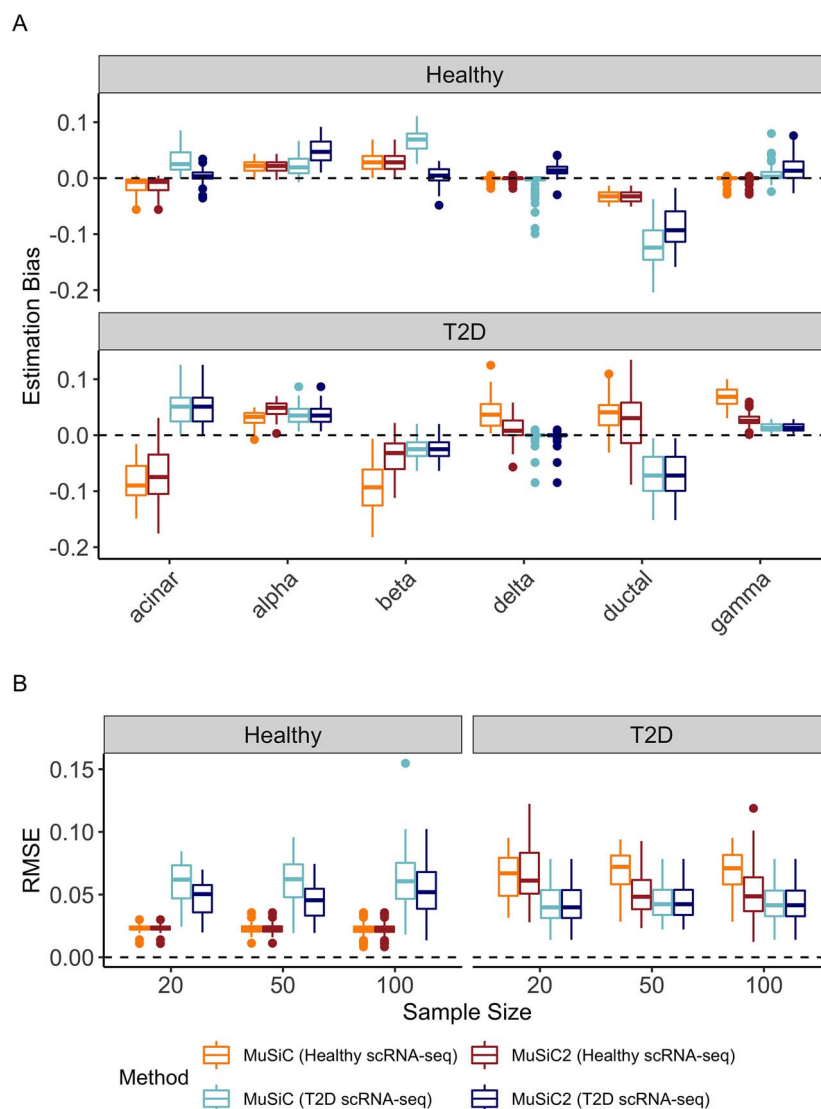 A
Healthy
0.1
0.0
-0.1
-0.2
Estimation Bias
T2D
0.1
0.0
-0.1
-0.2
acinar alpha beta delta ductal gamma
B
Healthy T2D
0.15
0.10
0.05
0.00
RMSE
20 50 100 20 50 100
Sample Size
Method
MuSiC (Healthy scRNA-seq) MuSiC2 (Healthy scRNA-seq)
MuSiC (T2D scRNA-seq) MuSiC2 (T2D scRNA-seq)